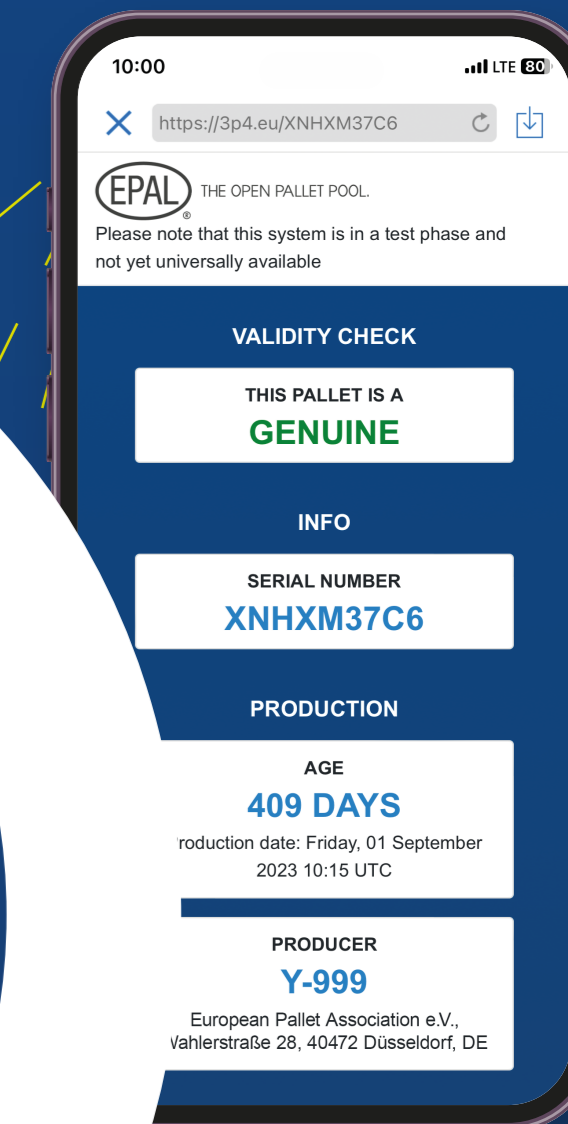 10:00
LTE 80
https://3p4.eu/XNHXM37C6
EPAL® THE OPEN PALLET POOL.
Please note that this system is in a test phase and
not yet universally available
VALIDITY CHECK
THIS PALLET IS A
GENUINE
INFO
SERIAL NUMBER
XNHXM37C6
PRODUCTION
AGE
409 DAYS
roduction date: Friday, 01 September
2023 10:15 UTC
PRODUCER
Y-999
European Pallet Association e.V.,
ahlerstraße 28, 40472 Düsseldorf, DE